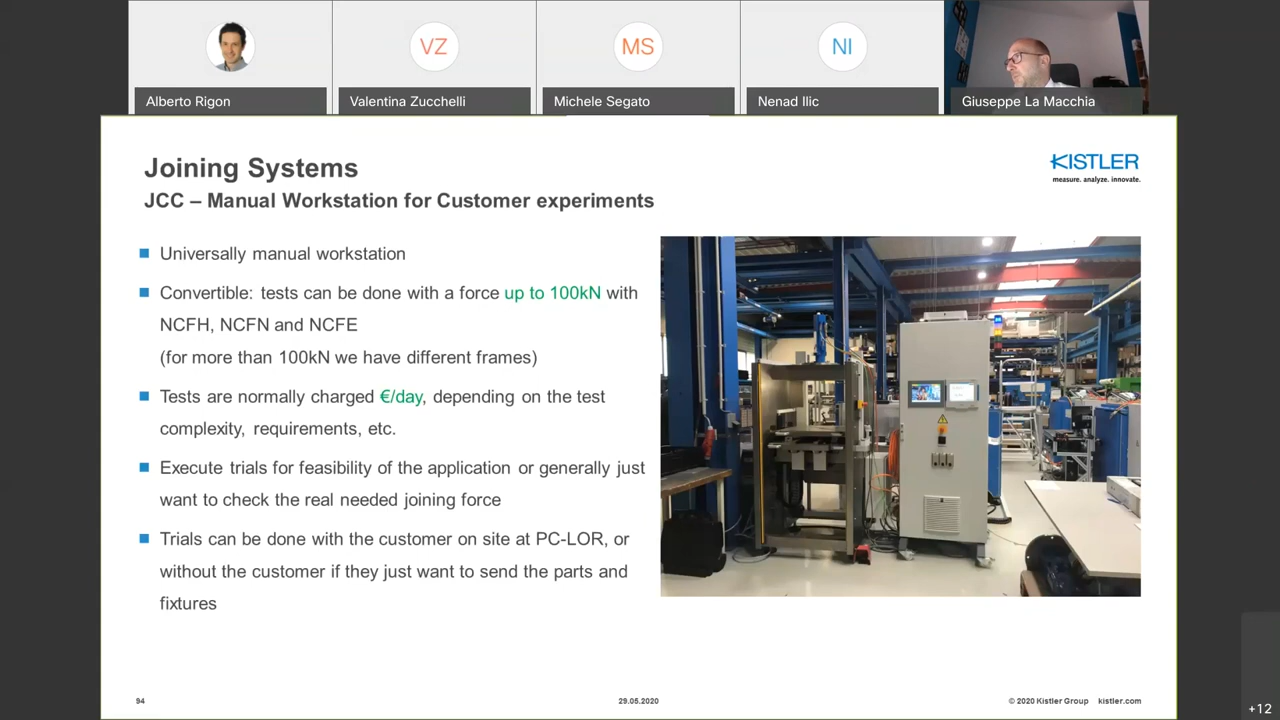 VZ
MS
NI
Alberto Rigon
Valentina Zucchelli
Michele Segato
Nenad Ilic
Giuseppe La Macchia
Joining Systems
KISTLER
measure. analyze. innovate.
JCC – Manual Workstation for Customer experiments
Universally manual workstation
Convertible: tests can be done with a force up to 100kN with
NCFH, NCFN and NCFE
(for more than 100kN we have different frames)
Tests are normally charged €/day, depending on the test
complexity, requirements, etc.
Execute trials for feasibility of the application or generally just
want to check the real needed joining force
Trials can be done with the customer on site at PC-LOR, or
without the customer if they just want to send the parts and
fixtures
94
29.05.2020
© 2020 Kistler Group kistler.com
+12